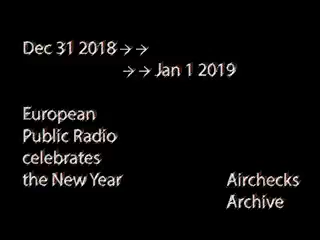 Dec 31 2018 → →
→ → Jan 1 2019
European
Public Radio
celebrates
the New Year
Airchecks
Archive